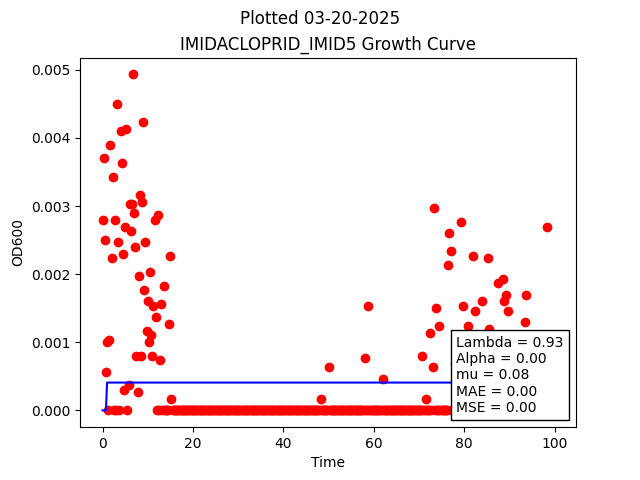 Plotted 03-20-2025
IMIDACLOPRID_IMID5 Growth Curve
OD600
0.005
0.004
0.003
0.002
0.001
0.000
Lambda = 0.93
Alpha = 0.00
mu = 0.08
MAE = 0.00
MSE = 0.00
0 20 40 60 80 100
Time